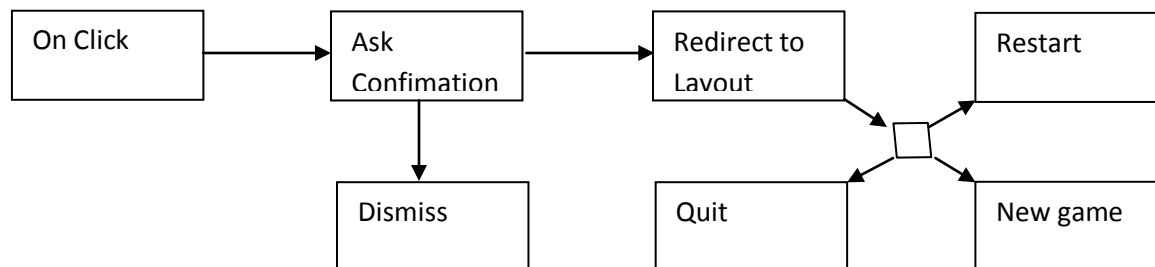 On Click
Ask
Confimation
Redirect to
Layout
Restart
Dismiss
Quit
New game